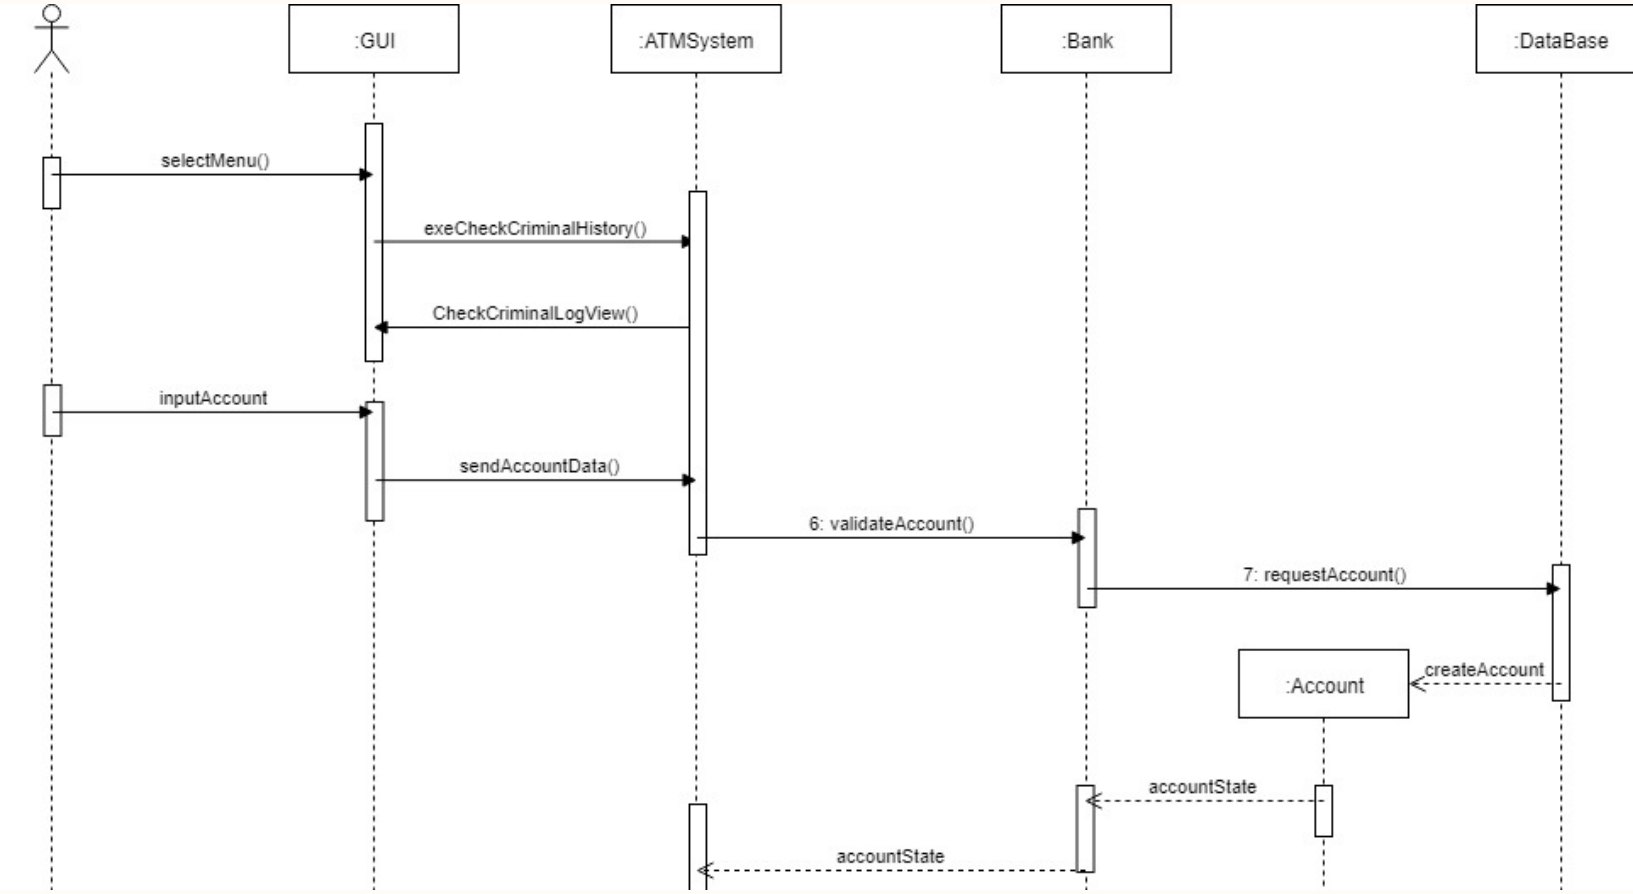 :GUI
:ATMSystem
:Bank
:DataBase
selectMenu()
exeCheckCriminalHistory()
CheckCriminalLogView()
inputAccount
sendAccountData()
6: validateAccount()
7: requestAccount()
createAccount
:Account
accountState
accountState